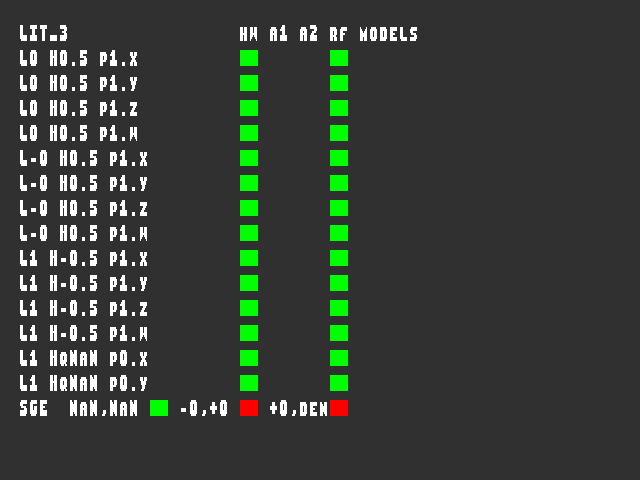 LIT_3 HW A1 A2 RF MODELS
L0 H0.5 p1.x
L0 H0.5 p1.y
L0 H0.5 p1.z
L0 H0.5 p1.w
L-0 H0.5 p1.x
L-0 H0.5 p1.y
L-0 H0.5 p1.z
L-0 H0.5 p1.w
L1 H-0.5 p1.x
L1 H-0.5 p1.y
L1 H-0.5 p1.z
L1 H-0.5 p1.w
L1 HqNaN p0.x
L1 HqNaN p0.y
SGE NaN,NaN -0,+0 +0,DEN